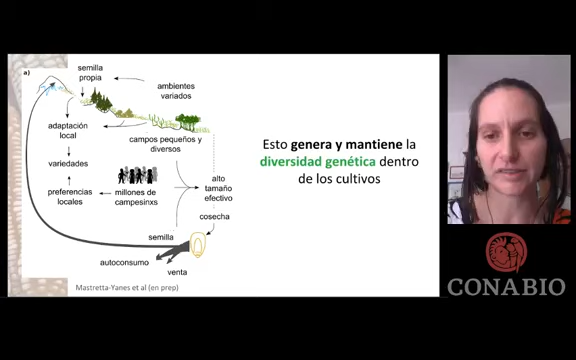 a)
semilla
propia
ambientes
variados
adaptación
local
campos pequeños y
diversos
variedades
preferencias
locales
millones de
campesinxs
alto
tamaño
efectivo
cosecha
semilla
autoconsumo
venta
Mastretta-Yanes et al (en prep)
Esto genera y mantiene la
diversidad genética dentro
de los cultivos
CONABIO